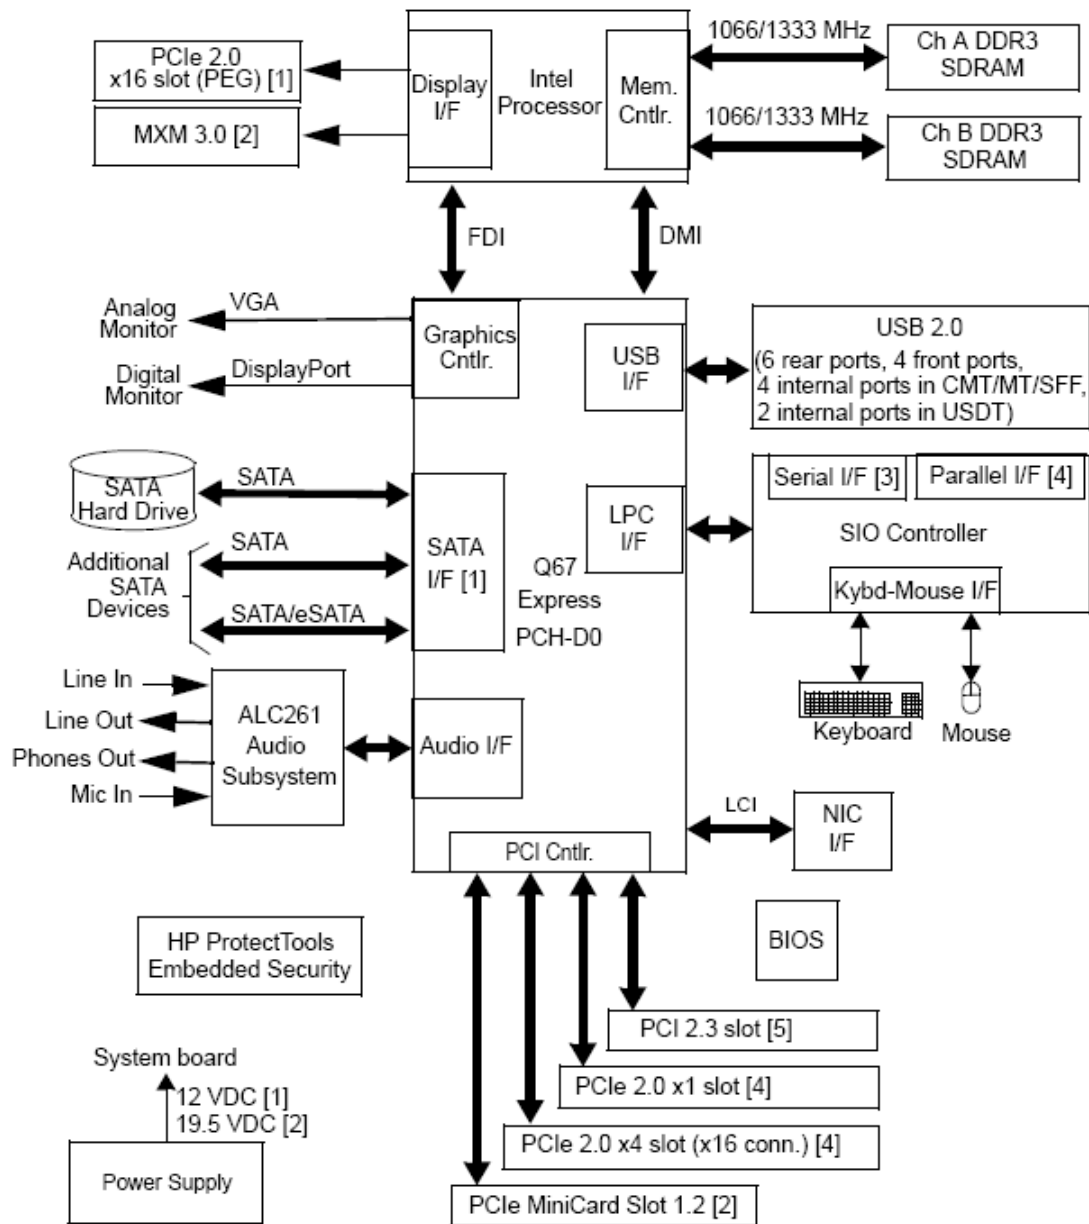 PCIe 2.0
x16 slot (PEG) [1]
MXM 3.0 [2]
Display
I/F
Intel
Processor
Mem.
Cntlr.
1066/1333 MHz
Ch A DDR3
SDRAM
1066/1333 MHz
Ch B DDR3
SDRAM
FDI
DMI
Analog
Monitor
VGA
Digital
Monitor
DisplayPort
Graphics
Cntlr.
USB
I/F
USB 2.0
(6 rear ports, 4 front ports,
4 internal ports in CMT/MT/SFF,
2 internal ports in USDT)
SATA
Hard Drive
SATA
Additional
SATA
Devices
SATA
SATA/eSATA
SATA
I/F [1]
LPC
I/F
Q67
Express
PCH-D0
Serial I/F [3]
Parallel I/F [4]
SIO Controller
Kybd-Mouse I/F
Keyboard
Mouse
Line In
Line Out
Phones Out
Mic In
ALC261
Audio
Subsystem
Audio I/F
LCI
NIC
I/F
PCI Cntlr.
HP ProtectTools
Embedded Security
BIOS
PCI 2.3 slot [5]
PCIe 2.0 x1 slot [4]
PCIe 2.0 x4 slot (x16 conn.) [4]
PCIe MiniCard Slot 1.2 [2]
System board
12 VDC [1]
19.5 VDC [2]
Power Supply